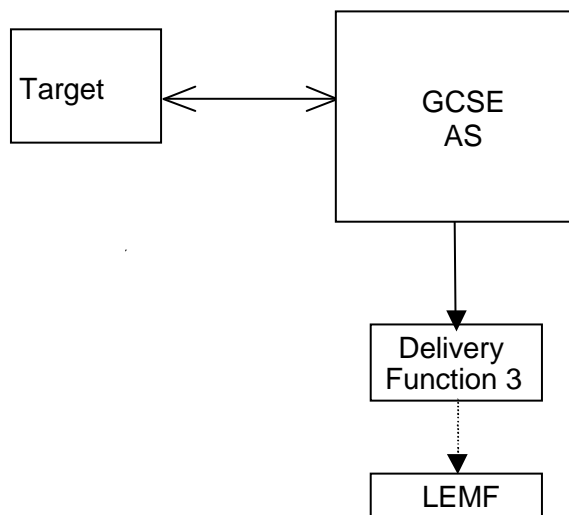 Target
GCSE
AS
Delivery
Function 3
LEMF